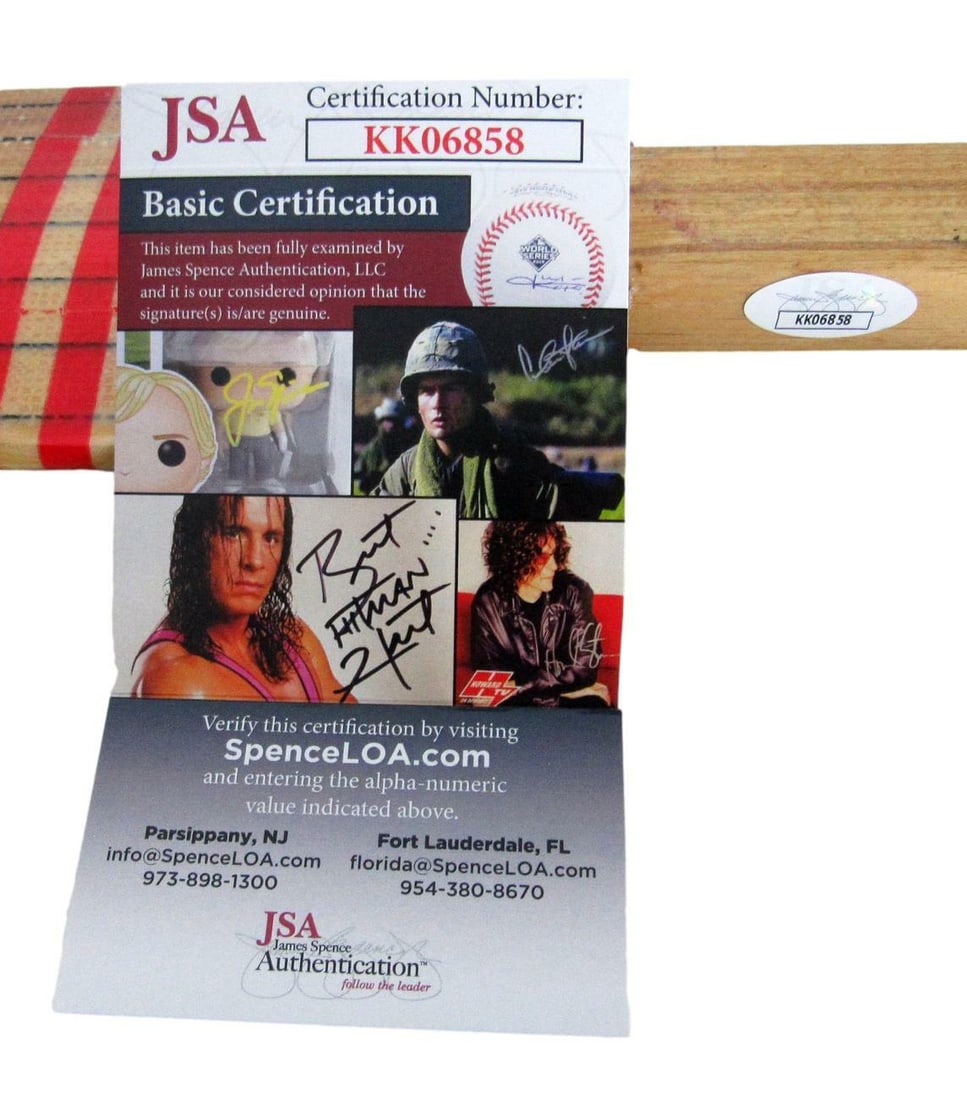 JSA
Certification Number:
KK06858
Basic Certification
This item has been fully examined by
James Spence Authentication, LLC
and it is our considered opinion that the
signature(s) is/are genuine.
WORLD
SERIES
KK06858
Bret
HITMAN
Hart
HOWARD
TV
Verify this certification by visiting
SpenceLOA.com
and entering the alpha-numeric
value indicated above.
Parsippany, NJ
info@SpenceLOA.com
973-898-1300
Fort Lauderdale, FL
florida@SpenceLOA.com
954-380-8670
JSA
James Spence
Authentication™
follow the leader